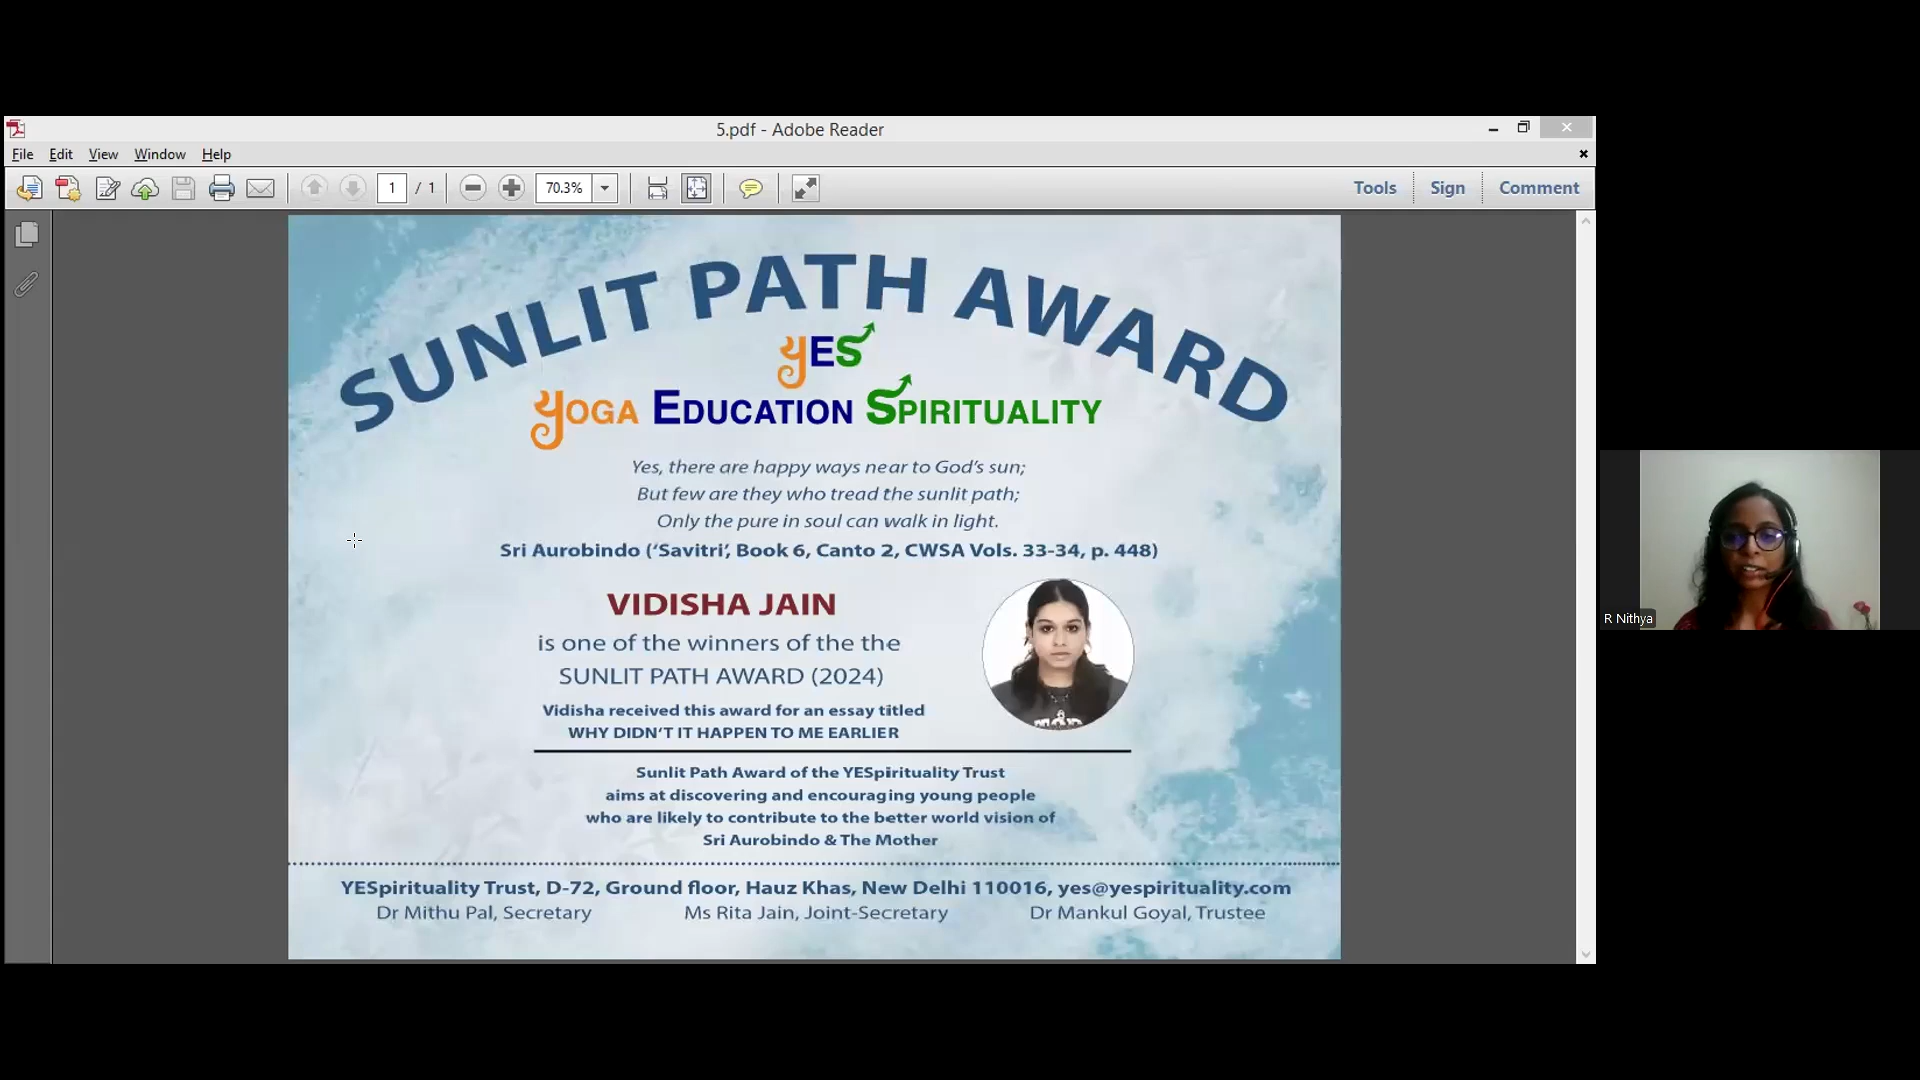 5.pdf - Adobe Reader
File Edit View Window Help
1 / 1 70.3% Tools Sign Comment
SUNLIT PATH AWARD
YES
YOGA EDUCATION SPIRITUALITY
Yes, there are happy ways near to God's sun;
But few are they who tread the sunlit path;
Only the pure in soul can walk in light.
Sri Aurobindo ('Savitri', Book 6, Canto 2, CWSA Vols. 33-34, p. 448)
VIDISHA JAIN
is one of the winners of the the
SUNLIT PATH AWARD (2024)
Vidisha received this award for an essay titled
WHY DIDN'T IT HAPPEN TO ME EARLIER
Sunlit Path Award of the YESpirituality Trust
aims at discovering and encouraging young people
who are likely to contribute to the better world vision of
Sri Aurobindo & The Mother
YESpirituality Trust, D-72, Ground floor, Hauz Khas, New Delhi 110016, yes@yespirituality.com
Dr Mithu Pal, Secretary Ms Rita Jain, Joint-Secretary Dr Mankul Goyal, Trustee
R Nithya